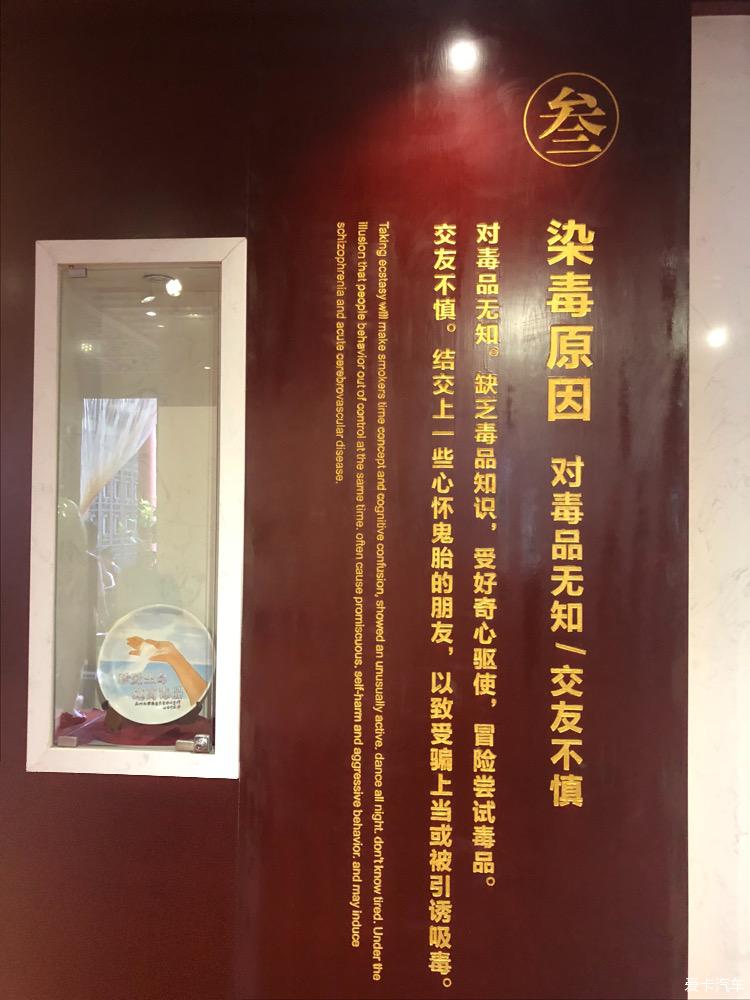 叁
染毒原因 对毒品无知/交友不慎
对毒品无知。缺乏毒品知识，受好奇心驱使，冒险尝试毒品。
交友不慎。结交上一些心怀鬼胎的朋友，以致受骗上当或被引诱吸毒。
Taking ecstasy will make smokers time concept and cognitive confusion, showed an unusually active. dance all night. don't know tired. Under the
illusion that people behavior out of control at the same time. often cause promiscuous. self-harm and aggressive behavior. and may induce
schizophrenia and acute cerebrovascular disease.
爱卡汽车